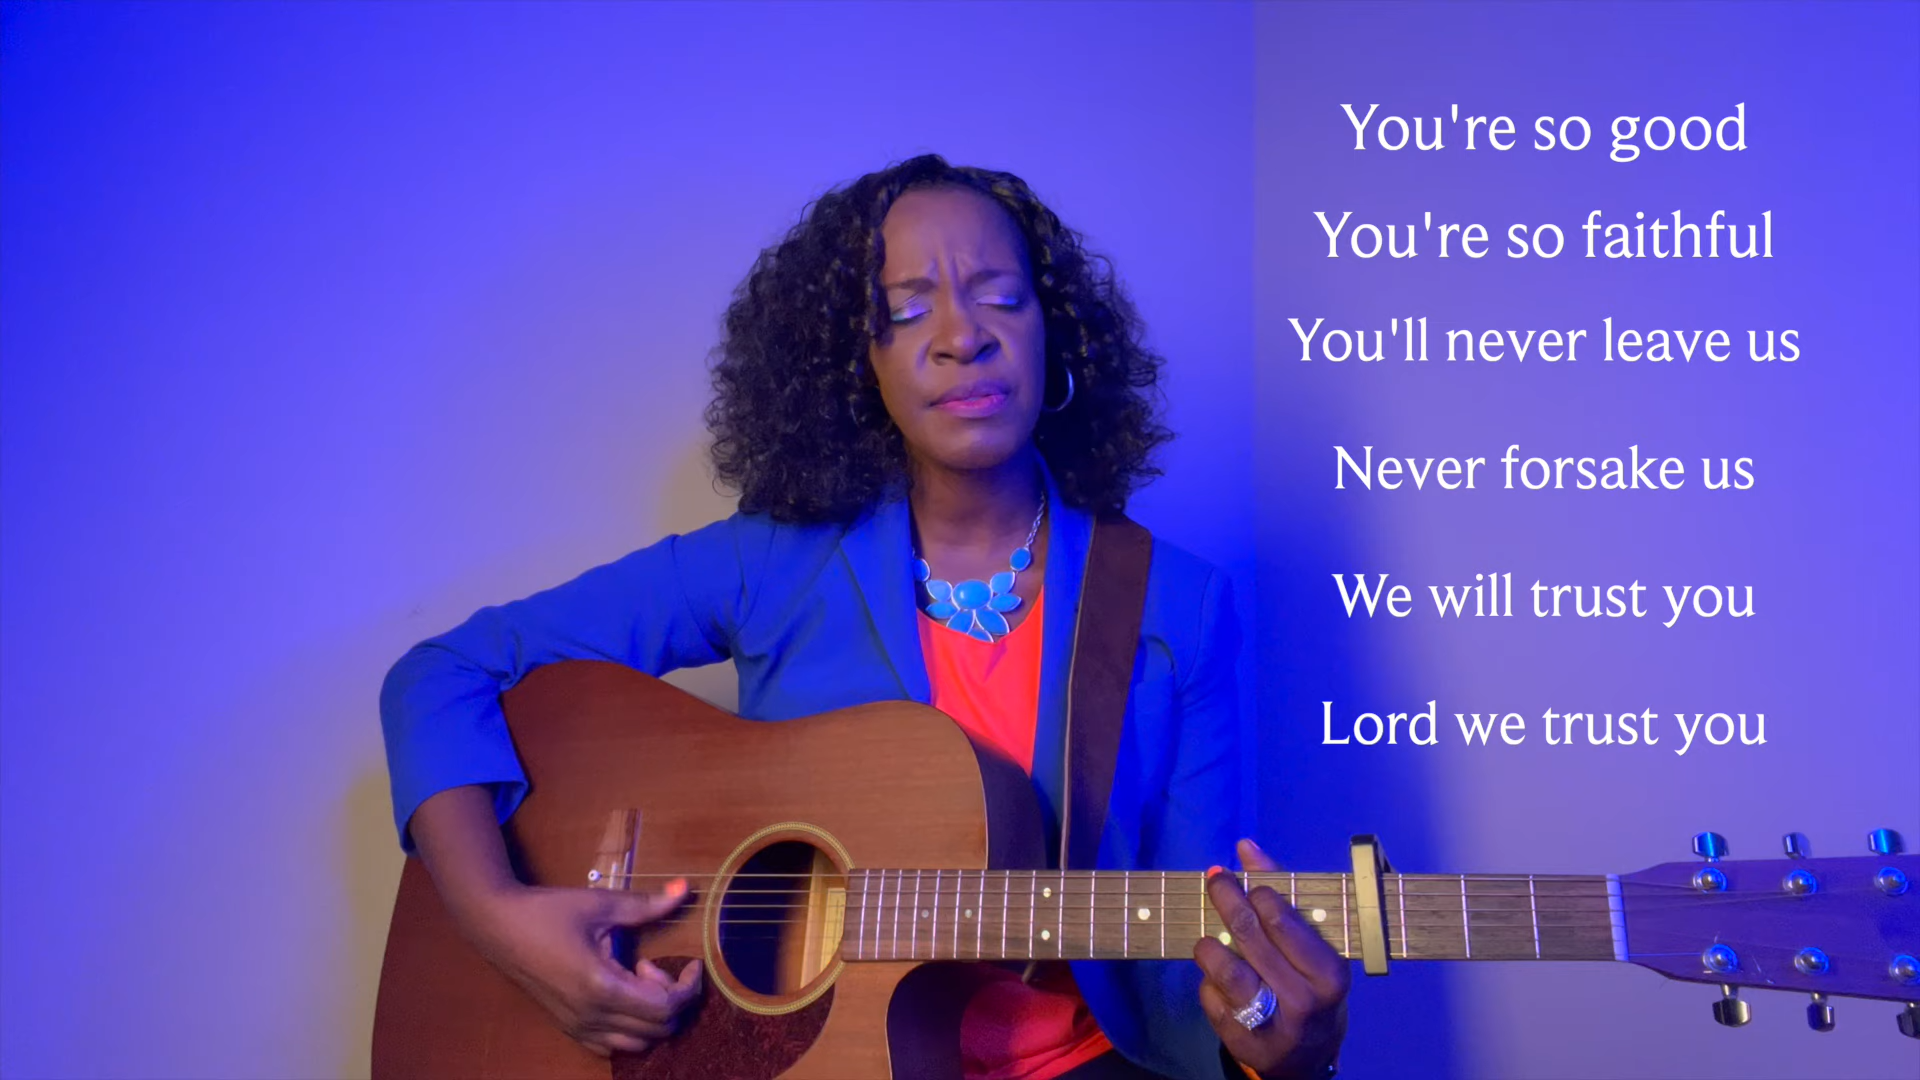 You're so good
You're so faithful
You'll never leave us
Never forsake us
We will trust you
Lord we trust you